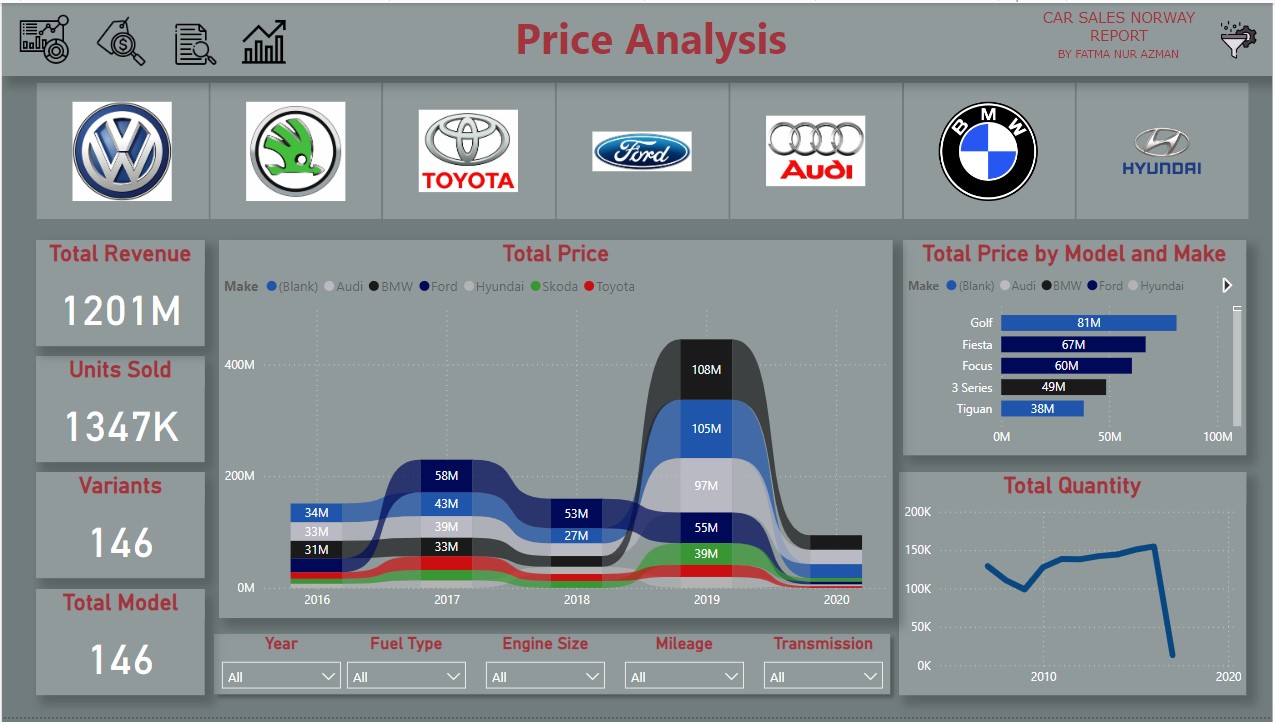 Price Analysis
CAR SALES NORWAY
REPORT
BY FATMA NUR AZMAN
TOYOTA
Ford
Audi
BMW
HYUNDAI
Total Revenue
1201M
Units Sold
1347K
Variants
146
Total Model
146
Total Price
Make (Blank) Audi BMW Ford Hyundai Skoda Toyota
400M
200M
0M
34M
33M
31M
58M
43M
39M
33M
53M
27M
108M
105M
97M
55M
39M
2016 2017 2018 2019 2020
Year Fuel Type Engine Size Mileage Transmission
All All All All All
Total Price by Model and Make
Make (Blank) Audi BMW Ford Hyundai
Golf 81M
Fiesta 67M
Focus 60M
3 Series 49M
Tiguan 38M
0M 50M 100M
Total Quantity
200K
150K
100K
50K
0K
2010 2020